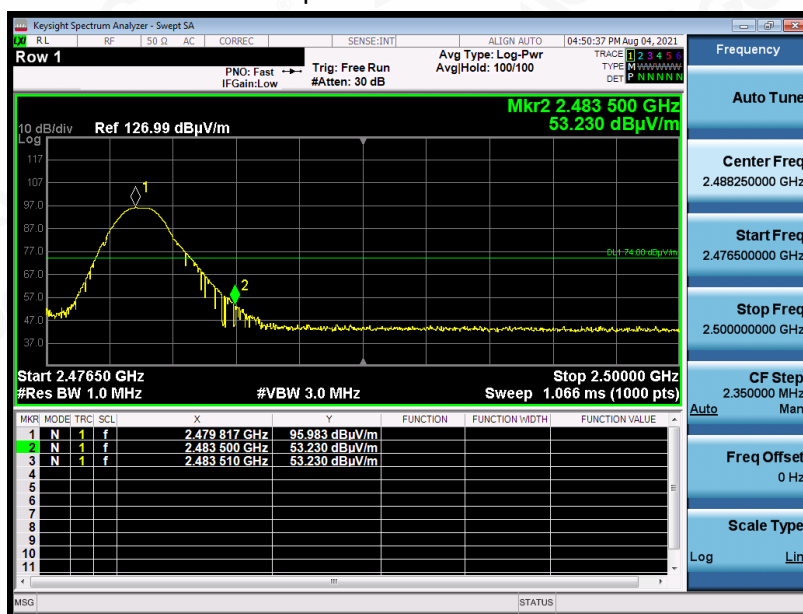 Keysight Spectrum Analyzer - Swept SA
LXI RL RF 50 Ω AC CORREC SENSE:INT ALIGN AUTO 04:50:37 PM Aug 04, 2021
Row 1
PNO: Fast
IFGain:Low
Trig: Free Run
#Atten: 30 dB
Avg Type: Log-Pwr
Avg|Hold: 100/100
TRACE 1 2 3 4 5 6
TYPE M WWWWW
DET P N N N N N
Mkr2 2.483 500 GHz
53.230 dBµV/m
10 dB/div Ref 126.99 dBµV/m
Log
117
107
97.0
87.0
77.0
67.0
57.0
47.0
37.0
1
2
DL1 74.00 dBµV/m
Start 2.47650 GHz Stop 2.50000 GHz
#Res BW 1.0 MHz #VBW 3.0 MHz Sweep 1.066 ms (1000 pts)
MKR MODE TRC SCL X Y FUNCTION FUNCTION WIDTH FUNCTION VALUE
1 N 1 f 2.479 817 GHz 95.983 dBµV/m
2 N 1 f 2.483 500 GHz 53.230 dBµV/m
3 N 1 f 2.483 510 GHz 53.230 dBµV/m
4
5
6
7
8
9
10
11
MSG STATUS
Frequency
Auto Tune
Center Freq
2.488250000 GHz
Start Freq
2.476500000 GHz
Stop Freq
2.500000000 GHz
CF Step
2.350000 MHz
Auto Man
Freq Offset
0 Hz
Scale Type
Log Lin